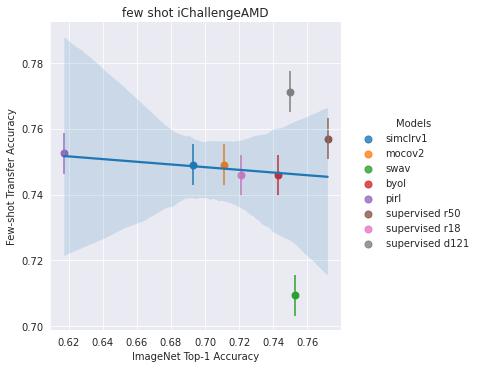 few shot iChallengeAMD
Few-shot Transfer Accuracy
0.78
0.76
0.74
0.72
0.70
0.62 0.64 0.66 0.68 0.70 0.72 0.74 0.76
ImageNet Top-1 Accuracy
Models
simclrv1
mocov2
swav
byol
pirl
supervised r50
supervised r18
supervised d121